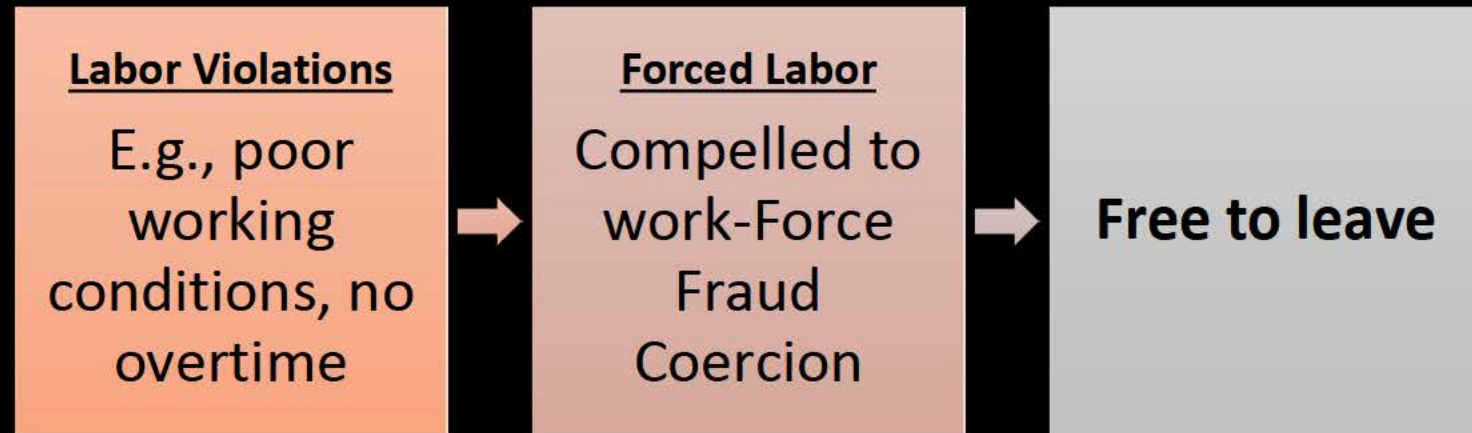 Labor Violations
E.g., poor
working
conditions, no
overtime
Forced Labor
Compelled to
work-Force
Fraud
Coercion
Free to leave